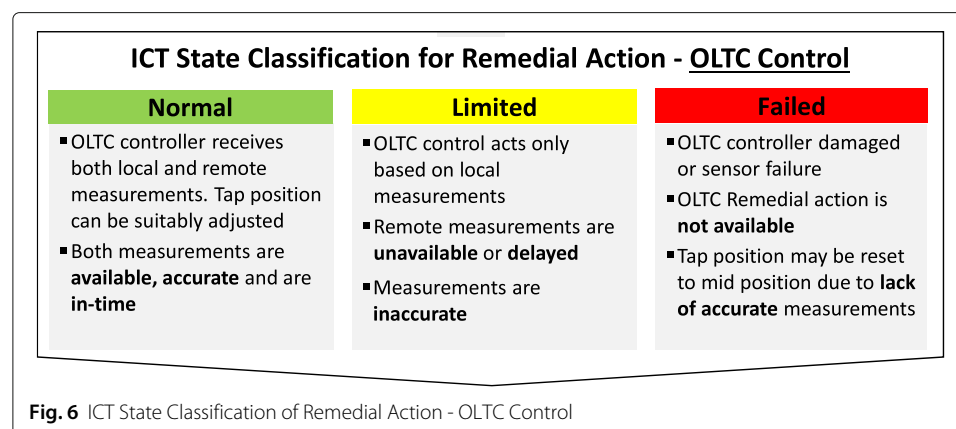 ICT State Classification for Remedial Action - OLTC Control
Normal
▪OLTC controller receives
both local and remote
measurements. Tap position
can be suitably adjusted
▪Both measurements are
available, accurate and are
in-time
Limited
▪OLTC control acts only
based on local
measurements
▪Remote measurements are
unavailable or delayed
▪Measurements are
inaccurate
Failed
▪OLTC controller damaged
or sensor failure
▪OLTC Remedial action is
not available
▪Tap position may be reset
to mid position due to lack
of accurate measurements
Fig. 6 ICT State Classification of Remedial Action - OLTC Control